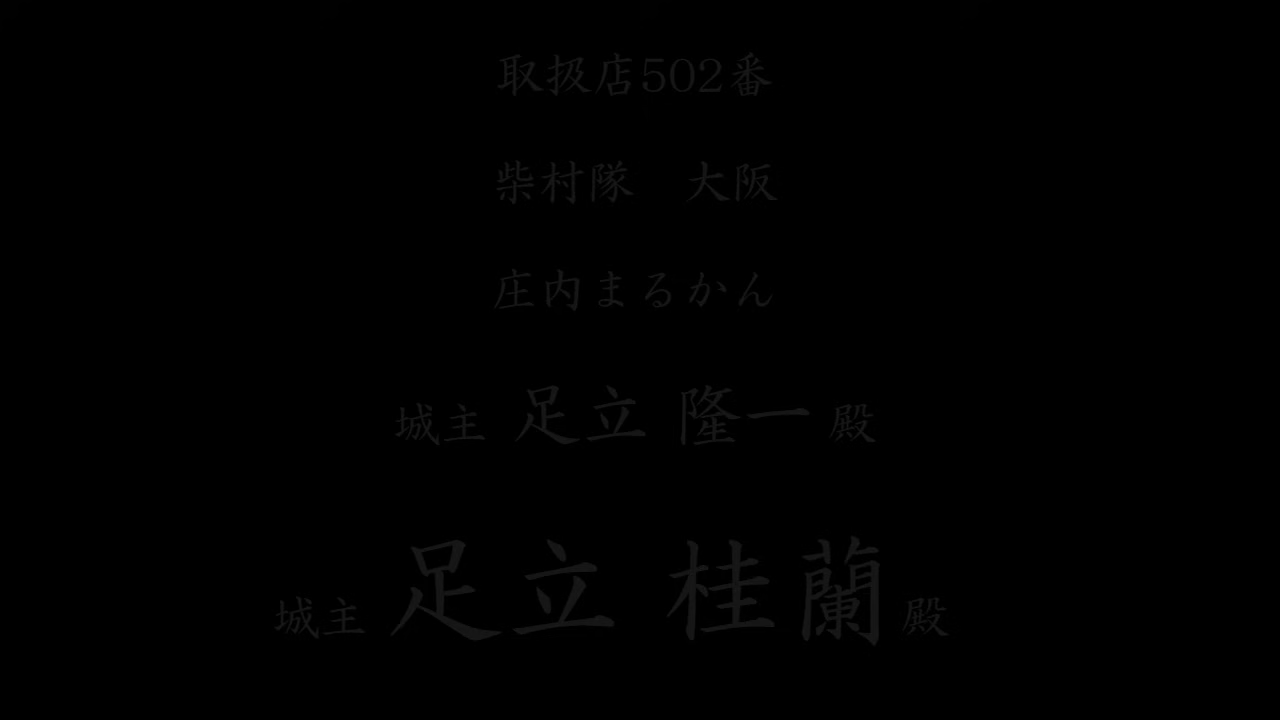 取扱店502番
柴村隊　大阪
庄内まるかん
城主 足立 隆一 殿
城主 足立 桂蘭 殿